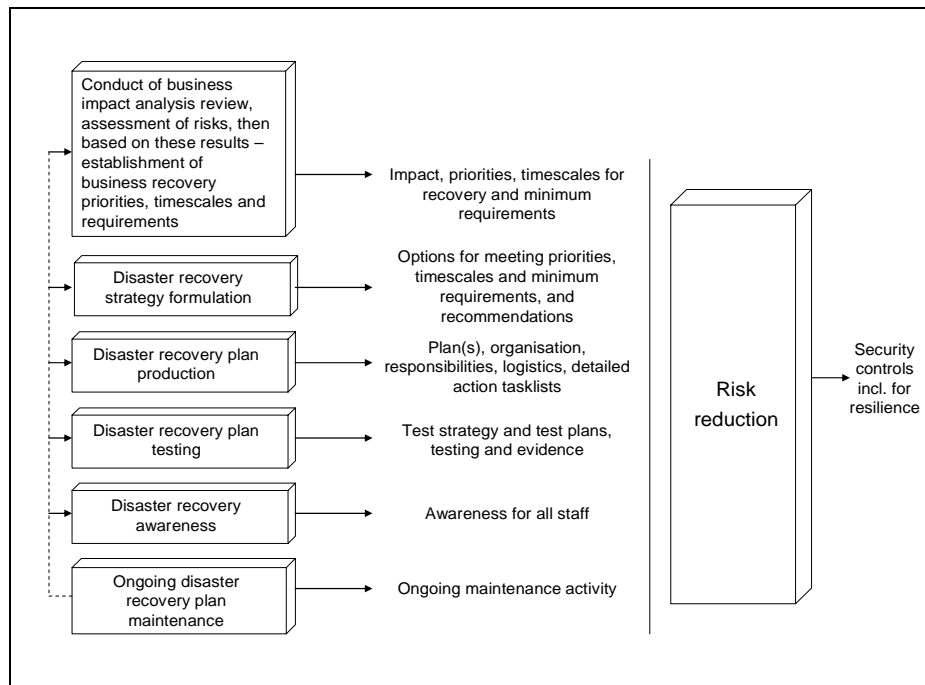 Conduct of business
impact analysis review,
assessment of risks, then
based on these results –
establishment of
business recovery
priorities, timescales and
requirements
Impact, priorities, timescales for
recovery and minimum
requirements
Disaster recovery
strategy formulation
Options for meeting priorities,
timescales and minimum
requirements, and
recommendations
Disaster recovery plan
production
Plan(s), organisation,
responsibilities, logistics, detailed
action tasklists
Disaster recovery plan
testing
Test strategy and test plans,
testing and evidence
Disaster recovery
awareness
Awareness for all staff
Ongoing disaster
recovery plan
maintenance
Ongoing maintenance activity
Risk
reduction
Security
controls
incl. for
resilience